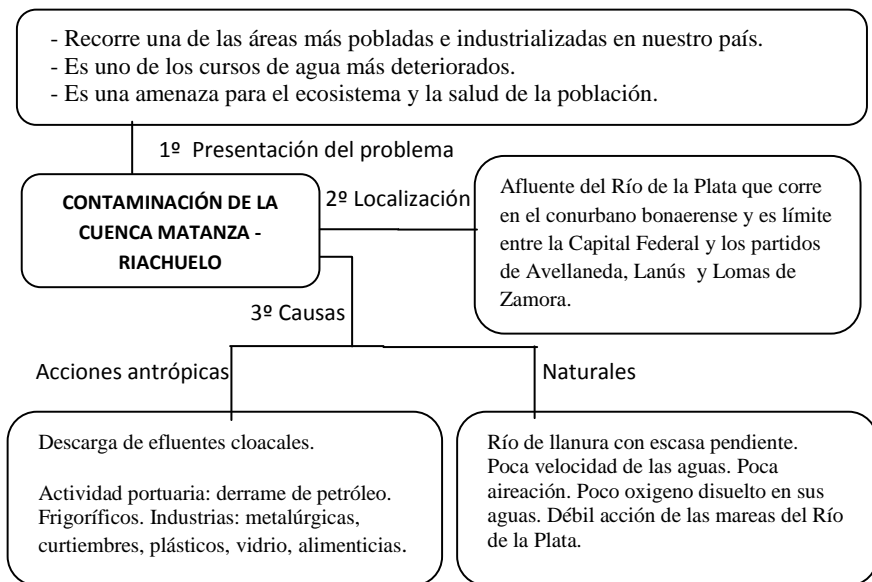 - Recorre una de las áreas más pobladas e industrializadas en nuestro país.
- Es uno de los cursos de agua más deteriorados.
- Es una amenaza para el ecosistema y la salud de la población.
1º Presentación del problema
CONTAMINACIÓN DE LA
CUENCA MATANZA -
RIACHUELO
2º Localización
Afluente del Río de la Plata que corre
en el conurbano bonaerense y es límite
entre la Capital Federal y los partidos
de Avellaneda, Lanús y Lomas de
Zamora.
3º Causas
Acciones antrópicas
Naturales
Descarga de efluentes cloacales.
Actividad portuaria: derrame de petróleo.
Frigoríficos. Industrias: metalúrgicas,
curtiembres, plásticos, vidrio, alimenticias.
Río de llanura con escasa pendiente.
Poca velocidad de las aguas. Poca
aireación. Poco oxigeno disuelto en sus
aguas. Débil acción de las mareas del Río
de la Plata.